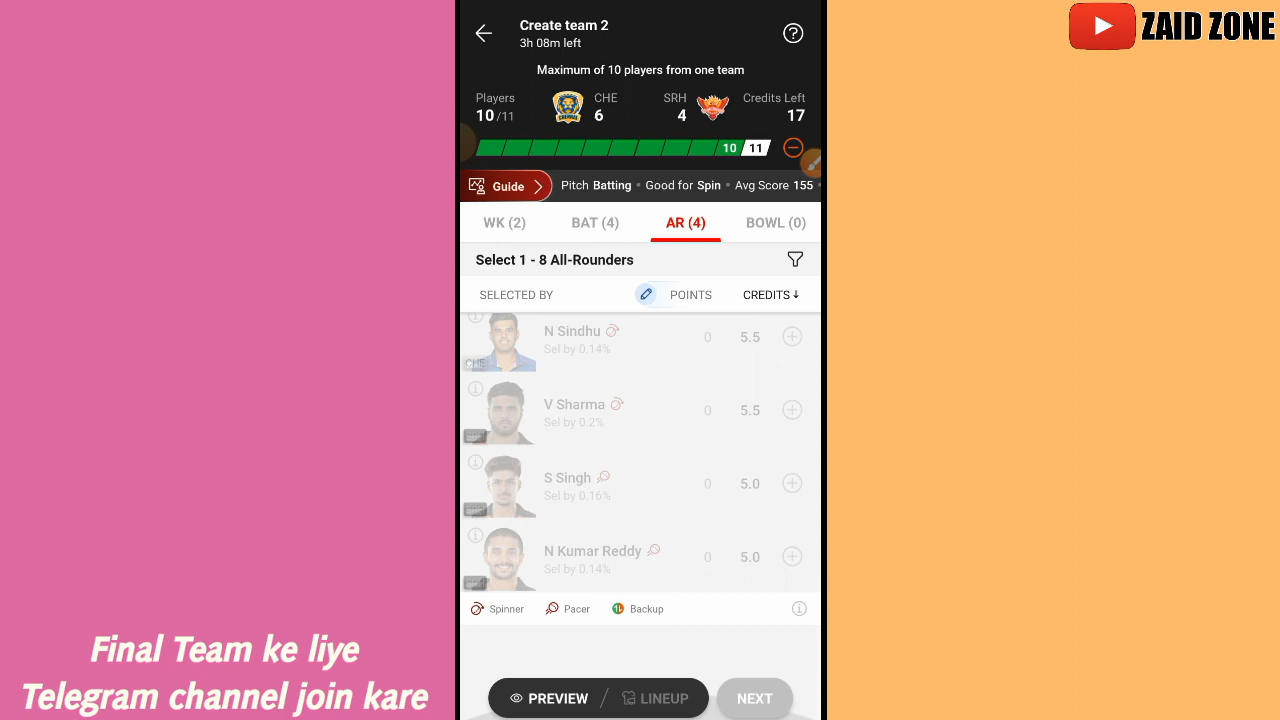 ZAID ZONE
Create team 2
3h 08m left
Maximum of 10 players from one team
Players CHE SRH Credits Left
10/11 6 4 17
10 11
Guide Pitch Batting • Good for Spin • Avg Score 155
WK (2) BAT (4) AR (4) BOWL (0)
Select 1 - 8 All-Rounders
SELECTED BY POINTS CREDITS↓
N Sindhu 0 5.5
Sel by 0.14%
CHE
V Sharma 0 5.5
Sel by 0.2%
S Singh 0 5.0
Sel by 0.16%
N Kumar Reddy 0 5.0
Sel by 0.14%
Spinner Pacer Backup
PREVIEW / LINEUP NEXT
Final Team ke liye
Telegram channel join kare